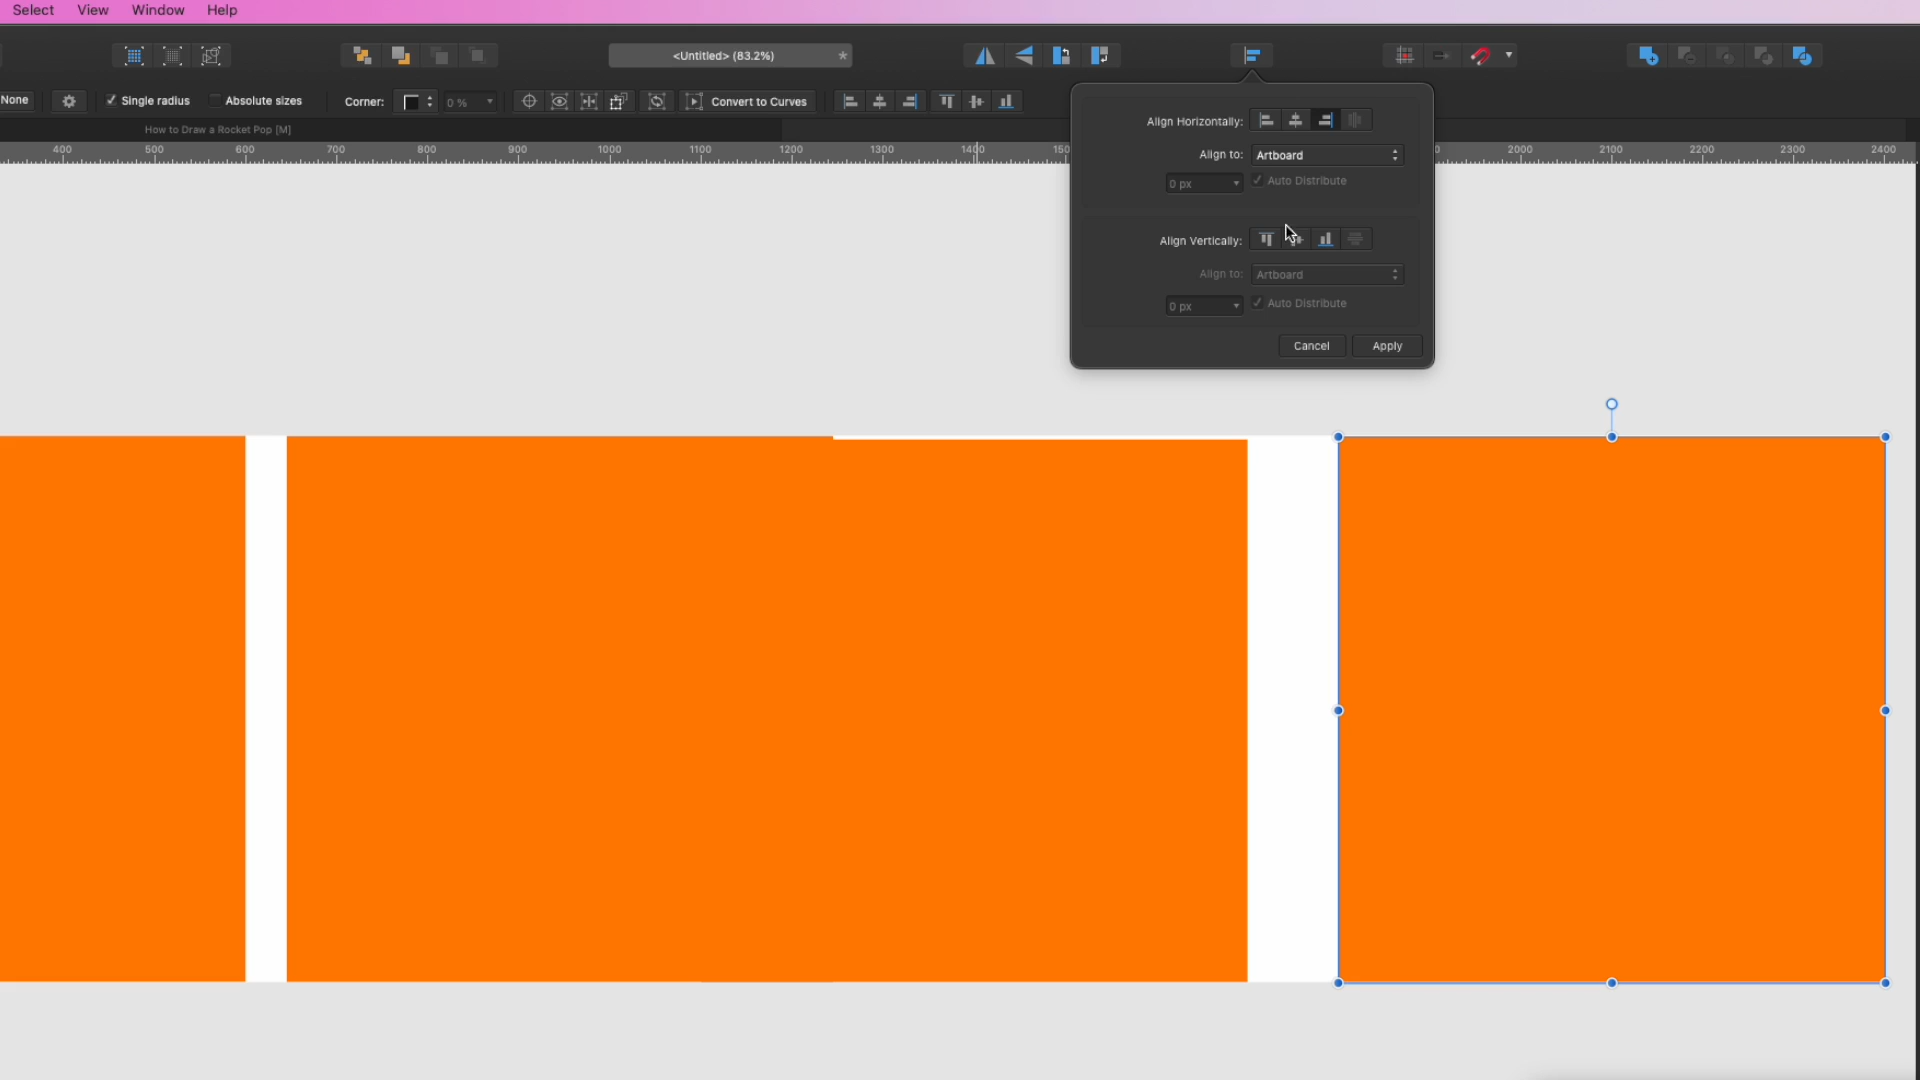 Select View Window Help
<Untitled> (83.2%) *
None Single radius Absolute sizes Corner: 0 % Convert to Curves
How to Draw a Rocket Pop [M]
400 500 600 700 800 900 1000 1100 1200 1300 1400 2000 2100 2200 2300 2400
Align Horizontally:
Align to: Artboard
0 px Auto Distribute
Align Vertically:
Align to: Artboard
0 px Auto Distribute
Cancel Apply